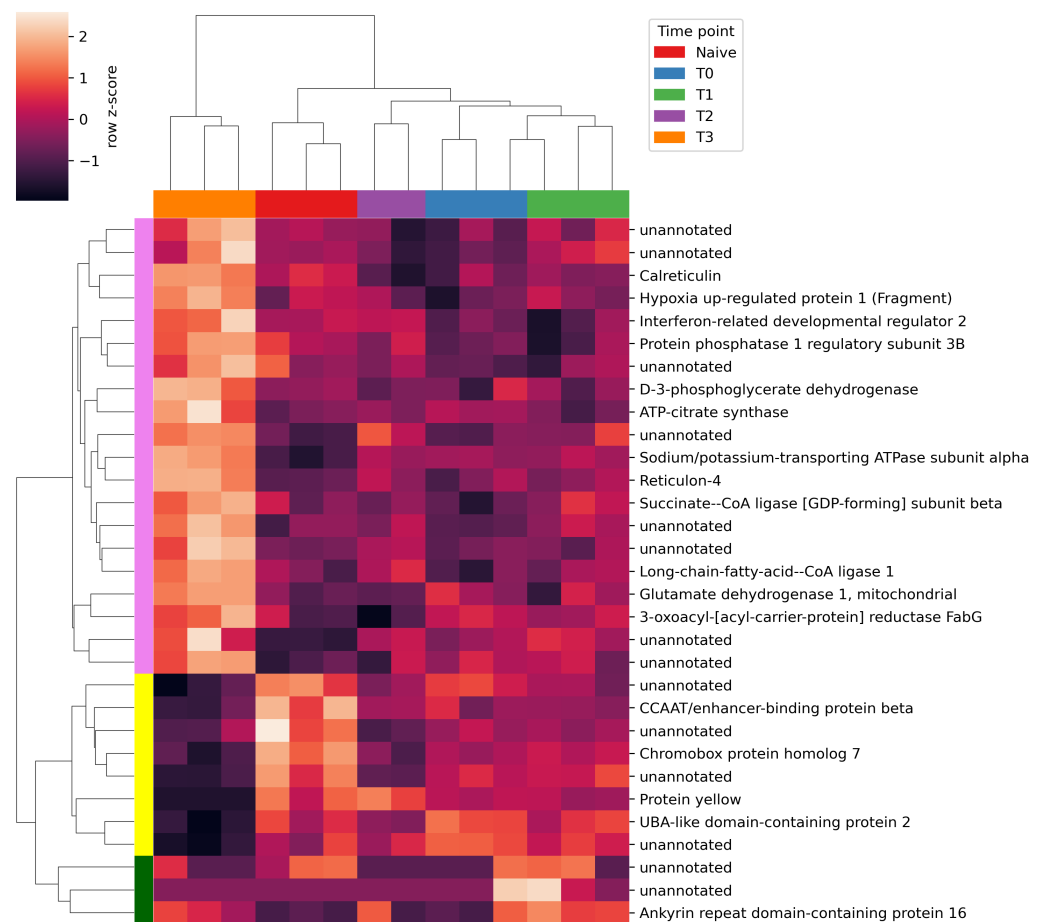 2
1
0
−1
row z-score
Time point
Naive
T0
T1
T2
T3
unannotated
unannotated
Calreticulin
Hypoxia up-regulated protein 1 (Fragment)
Interferon-related developmental regulator 2
Protein phosphatase 1 regulatory subunit 3B
unannotated
D-3-phosphoglycerate dehydrogenase
ATP-citrate synthase
unannotated
Sodium/potassium-transporting ATPase subunit alpha
Reticulon-4
Succinate--CoA ligase [GDP-forming] subunit beta
unannotated
unannotated
Long-chain-fatty-acid--CoA ligase 1
Glutamate dehydrogenase 1, mitochondrial
3-oxoacyl-[acyl-carrier-protein] reductase FabG
unannotated
unannotated
unannotated
CCAAT/enhancer-binding protein beta
unannotated
Chromobox protein homolog 7
unannotated
Protein yellow
UBA-like domain-containing protein 2
unannotated
unannotated
unannotated
Ankyrin repeat domain-containing protein 16